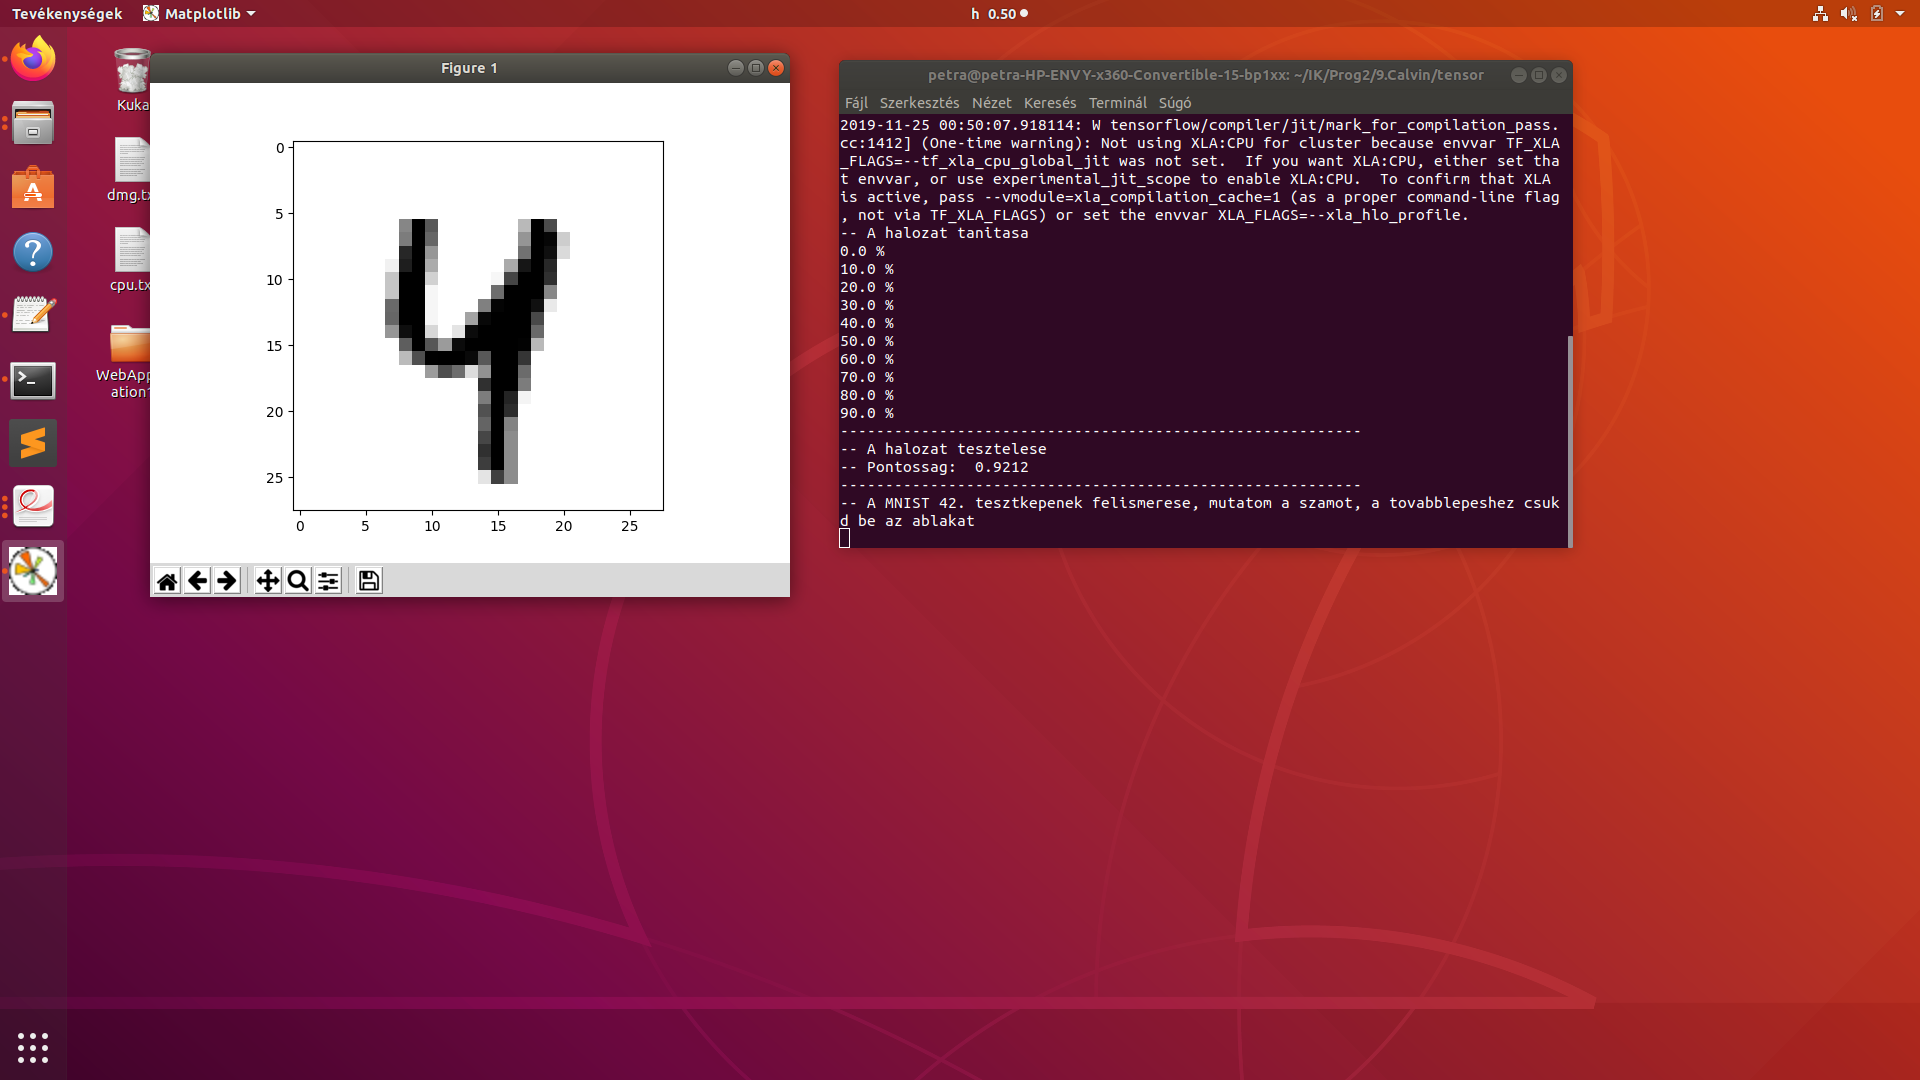 Tevékenységek Matplotlib h 0.50
Kuka
dmg.tx
cpu.tx
WebApp
ation1
Figure 1
0
5
10
15
20
25
0 5 10 15 20 25
petra@petra-HP-ENVY-x360-Convertible-15-bp1xx: ~/IK/Prog2/9.Calvin/tensor
Fájl Szerkesztés Nézet Keresés Terminál Súgó
2019-11-25 00:50:07.918114: W tensorflow/compiler/jit/mark_for_compilation_pass.
cc:1412] (One-time warning): Not using XLA:CPU for cluster because envvar TF_XLA
_FLAGS=--tf_xla_cpu_global_jit was not set.  If you want XLA:CPU, either set tha
t envvar, or use experimental_jit_scope to enable XLA:CPU.  To confirm that XLA
is active, pass --vmodule=xla_compilation_cache=1 (as a proper command-line flag
, not via TF_XLA_FLAGS) or set the envvar XLA_FLAGS=--xla_hlo_profile.
-- A halozat tanitasa
0.0 %
10.0 %
20.0 %
30.0 %
40.0 %
50.0 %
60.0 %
70.0 %
80.0 %
90.0 %
----------------------------------------------------------
-- A halozat tesztelese
-- Pontossag:  0.9212
----------------------------------------------------------
-- A MNIST 42. tesztkepenek felismerese, mutatom a szamot, a tovabblepeshez csuk
d be az ablakat